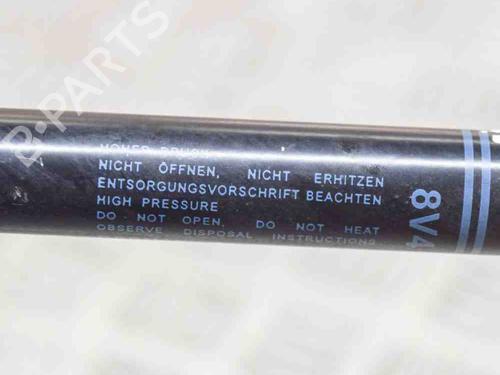 B-PARTS
HOHER DRUCK
NICHT ÖFFNEN, NICHT ERHITZEN
ENTSORGUNGSVORSCHRIFT BEACHTEN
HIGH PRESSURE
DO NOT OPEN, DO NOT HEAT
OBSERVE DISPOSAL INSTRUCTIONS
8V4